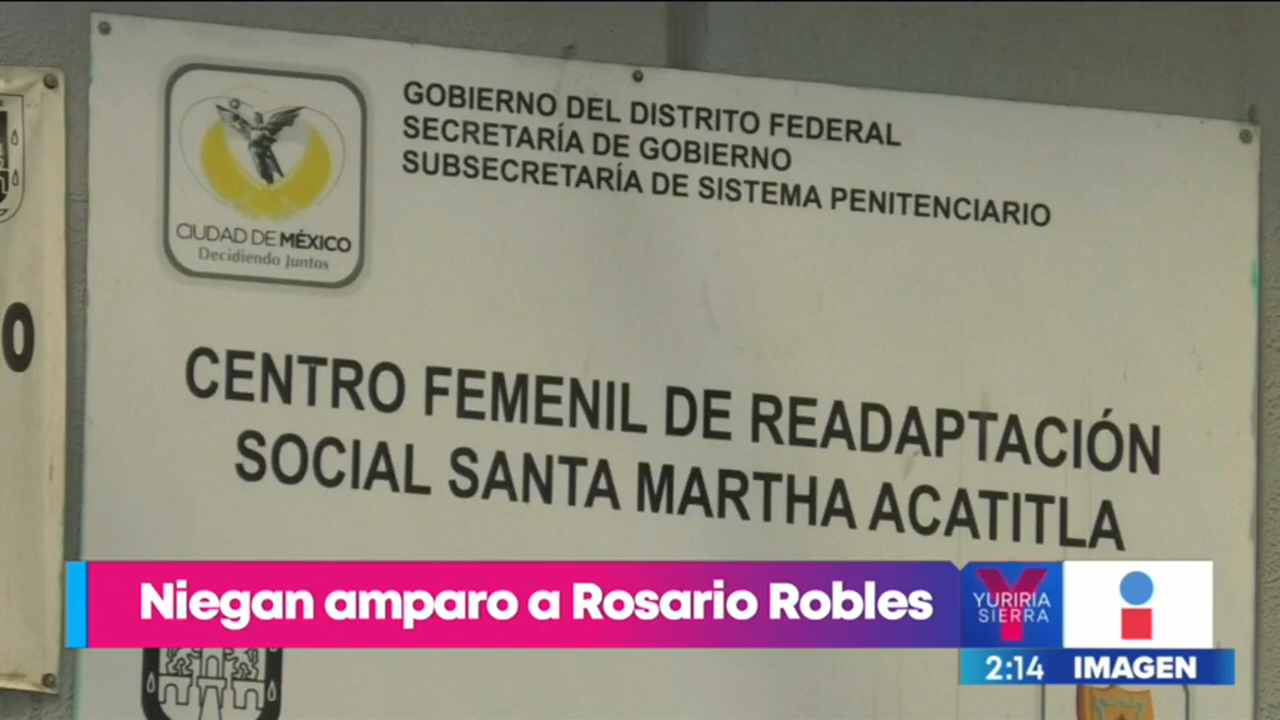 GOBIERNO DEL DISTRITO FEDERAL
SECRETARÍA DE GOBIERNO
SUBSECRETARÍA DE SISTEMA PENITENCIARIO
CIUDAD DE MÉXICO
Decidiendo Juntos
O
CENTRO FEMENIL DE READAPTACIÓN
SOCIAL SANTA MARTHA ACATITLA
Niegan amparo a Rosario Robles
YURIRIA
SIERRA
2:14 IMAGEN